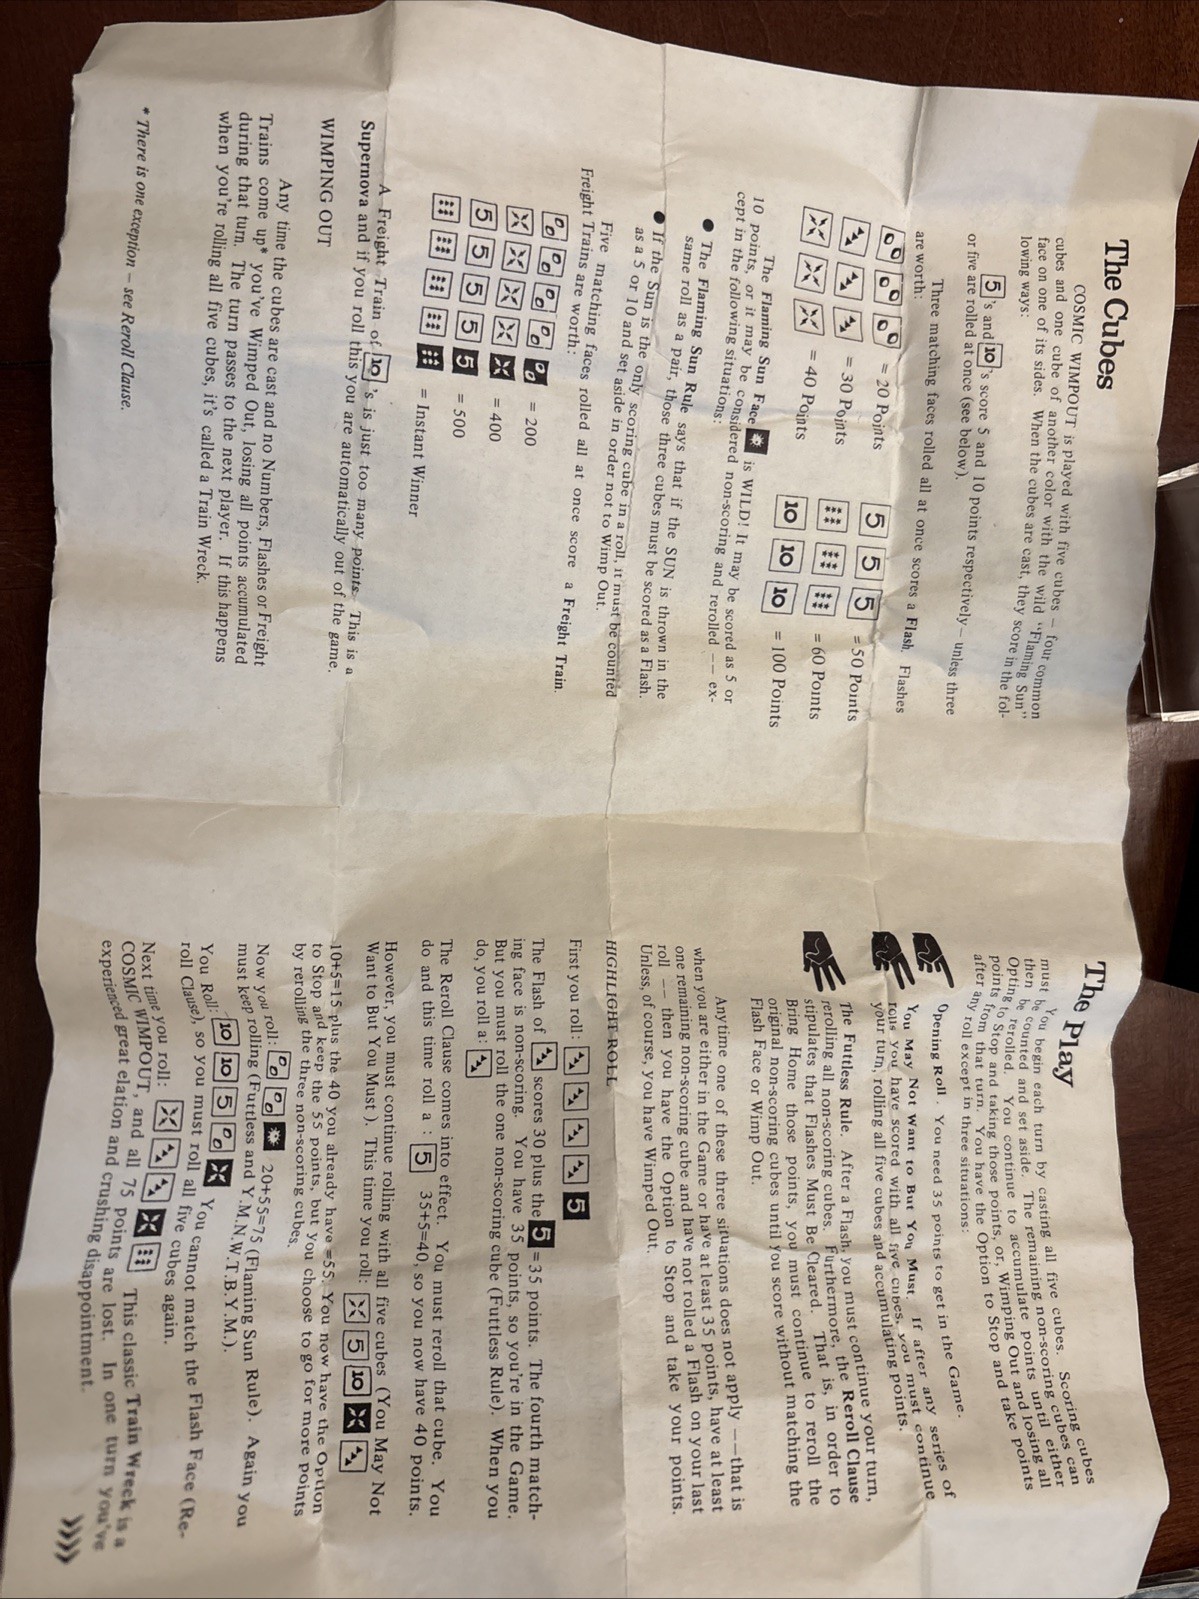 The Cubes
COSMIC WIMPOUT is played with five cubes – four common
cubes and one cube of another color with the wild "Flaming Sun"
face on one of its sides. When the cubes are cast, they score in the fol-
lowing ways:
5 's and 10 's score 5 and 10 points respectively – unless three
or five are rolled at once (see below).
Three matching faces rolled all at once scores a Flash. Flashes
are worth:
= 20 Points
5 5 5 = 50 Points
= 30 Points
= 60 Points
= 40 Points
10 10 10 = 100 Points
The Flaming Sun Face is WILD! It may be scored as 5 or
10 points, or it may be considered non-scoring and rerolled –– ex-
cept in the following situations:
● The Flaming Sun Rule says that if the SUN is thrown in the
same roll as a pair, those three cubes must be scored as a Flash.
● If the Sun is the only scoring cube in a roll, it must be counted
as a 5 or 10 and set aside in order not to Wimp Out.
Five matching faces rolled all at once score a Freight Train.
Freight Trains are worth:
= 200
= 400
5 5 5 5 5 = 500
= Instant Winner
A Freight Train of 10 's is just too many points. This is a
Supernova and if you roll this you are automatically out of the game.
WIMPING OUT
Any time the cubes are cast and no Numbers, Flashes or Freight
Trains come up* you've Wimped Out, losing all points accumulated
during that turn. The turn passes to the next player. If this happens
when you're rolling all five cubes, it's called a Train Wreck.
* There is one exception – see Reroll Clause.
The Play
You begin each turn by casting all five cubes. Scoring cubes
must be counted and set aside. The remaining non-scoring cubes can
then be rerolled. You continue to accumulate points until either
Opting to Stop and taking those points, or, Wimping Out and losing all
points from that turn. You have the Option to Stop and take points
after any roll except in three situations:
Opening Roll. You need 35 points to get in the Game.
You May Not Want to But You Must. If after any series of
rolls you have scored with all five cubes, you must continue
your turn, rolling all five cubes and accumulating points.
The Futtless Rule. After a Flash, you must continue your turn,
rerolling all non-scoring cubes. Furthermore, the Reroll Clause
stipulates that Flashes Must Be Cleared. That is, in order to
Bring Home those points, you must continue to reroll the
original non-scoring cubes until you score without matching the
Flash Face or Wimp Out.
Anytime one of these three situations does not apply –– that is
when you are either in the Game or have at least 35 points, have at least
one remaining non-scoring cube and have not rolled a Flash on your last
roll –– then you have the Option to Stop and take your points.
Unless, of course, you have Wimped Out.
HIGHLIGHT ROLL
First you roll: 5
The Flash of scores 30 plus the 5 = 35 points. The fourth match-
ing face is non-scoring. You have 35 points, so you're in the Game.
But you must roll the one non-scoring cube (Futtless Rule). When you
do, you roll a:
The Reroll Clause comes into effect. You must reroll that cube. You
do and this time roll a : 5 35+5=40, so you now have 40 points.
However, you must continue rolling with all five cubes (You May Not
Want to But You Must). This time you roll: 5 10
10+5=15 plus the 40 you already have =55. You now have the Option
to Stop and keep the 55 points, but you choose to go for more points
by rerolling the three non-scoring cubes.
Now you roll: 20+55=75 (Flaming Sun Rule). Again you
must keep rolling (Futtless and Y.M.N.W.T.B.Y.M.).
You Roll: 10 10 5 You cannot match the Flash Face (Re-
roll Clause), so you must roll all five cubes again.
Next time you roll: This classic Train Wreck is a
COSMIC WIMPOUT, and all 75 points are lost. In one turn you've
experienced great elation and crushing disappointment.